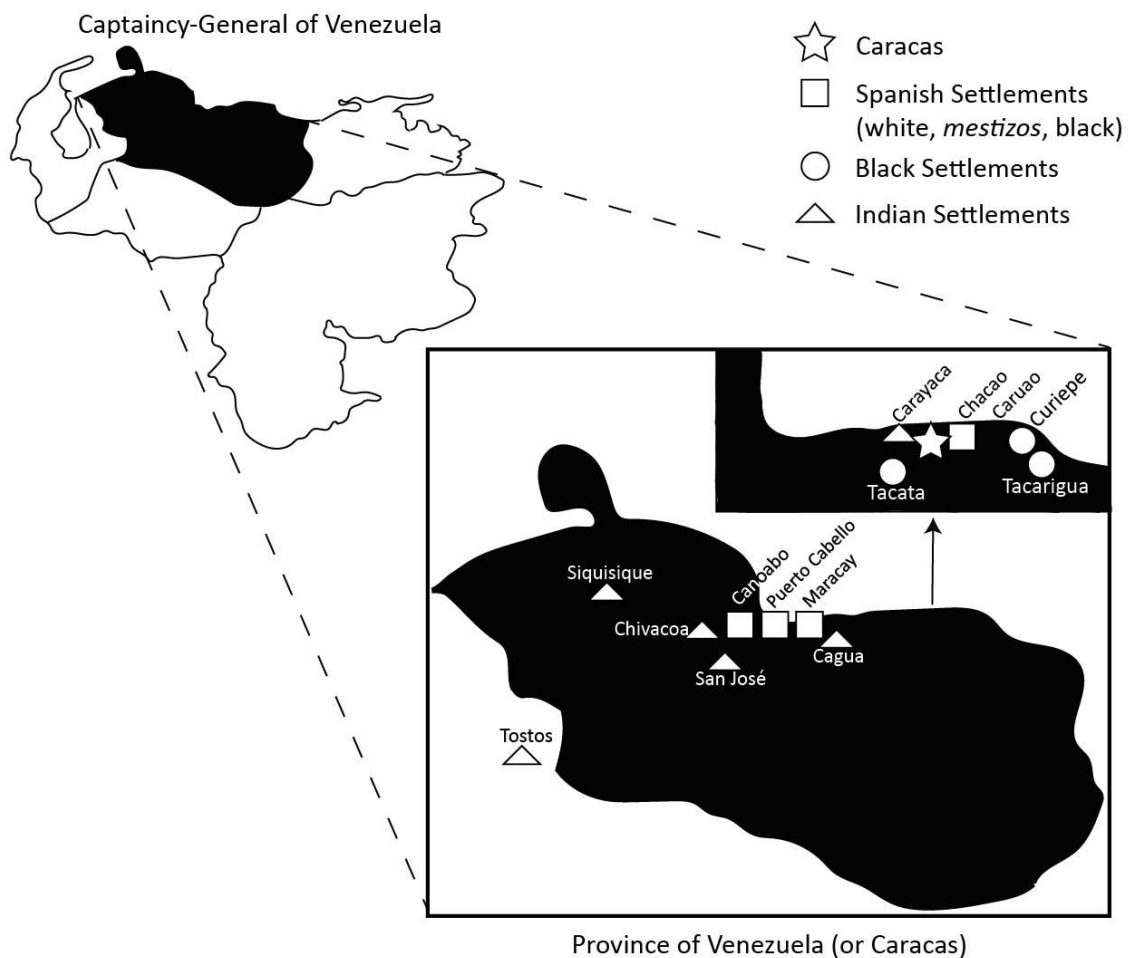 Captaincy-General of Venezuela
Caracas
Spanish Settlements
(white, mestizos, black)
Black Settlements
Indian Settlements
Carayaca
Chacao
Caruao
Curiepe
Tacata
Tacarigua
Siquisique
Canoabo
Puerto Cabello
Maracay
Chivacoa
San José
Cagua
Tostos
Province of Venezuela (or Caracas)